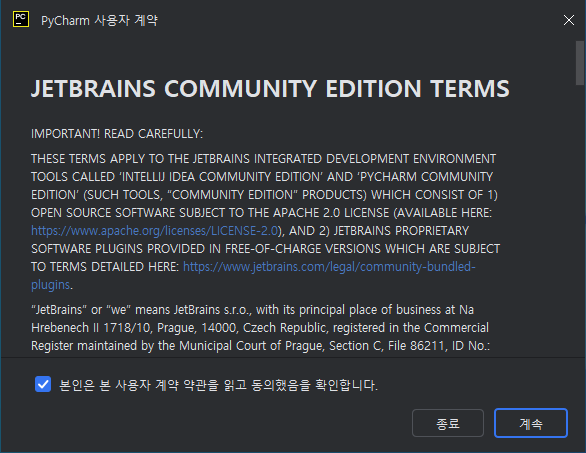 PC
PyCharm 사용자 계약
JETBRAINS COMMUNITY EDITION TERMS
IMPORTANT! READ CAREFULLY:
THESE TERMS APPLY TO THE JETBRAINS INTEGRATED DEVELOPMENT ENVIRONMENT
TOOLS CALLED ‘INTELLIJ IDEA COMMUNITY EDITION’ AND ‘PYCHARM COMMUNITY
EDITION’ (SUCH TOOLS, “COMMUNITY EDITION” PRODUCTS) WHICH CONSIST OF 1)
OPEN SOURCE SOFTWARE SUBJECT TO THE APACHE 2.0 LICENSE (AVAILABLE HERE:
https://www.apache.org/licenses/LICENSE-2.0), AND 2) JETBRAINS PROPRIETARY
SOFTWARE PLUGINS PROVIDED IN FREE-OF-CHARGE VERSIONS WHICH ARE SUBJECT
TO TERMS DETAILED HERE: https://www.jetbrains.com/legal/community-bundled-
plugins.
“JetBrains” or “we” means JetBrains s.r.o., with its principal place of business at Na
Hrebenech II 1718/10, Prague, 14000, Czech Republic, registered in the Commercial
Register maintained by the Municipal Court of Prague, Section C, File 86211, ID No.:
본인은 본 사용자 계약 약관을 읽고 동의했음을 확인합니다.
종료
계속